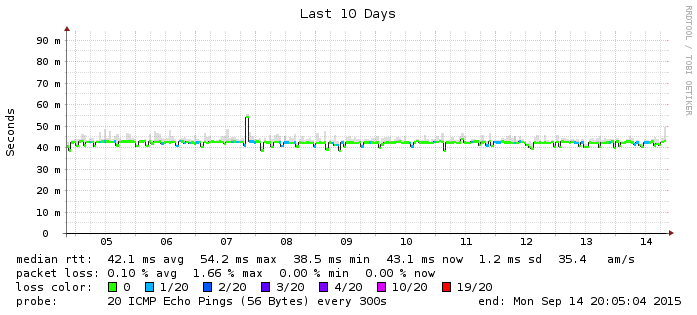 Last 10 Days
RRDTOOL / TOBI OETIKER
Seconds
90 m
80 m
70 m
60 m
50 m
40 m
30 m
20 m
10 m
0
05 06 07 08 09 10 11 12 13 14
median rtt: 42.1 ms avg 54.2 ms max 38.5 ms min 43.1 ms now 1.2 ms sd 35.4 am/s
packet loss: 0.10 % avg 1.66 % max 0.00 % min 0.00 % now
loss color: 0 1/20 2/20 3/20 4/20 10/20 19/20
probe: 20 ICMP Echo Pings (56 Bytes) every 300s end: Mon Sep 14 20:05:04 2015